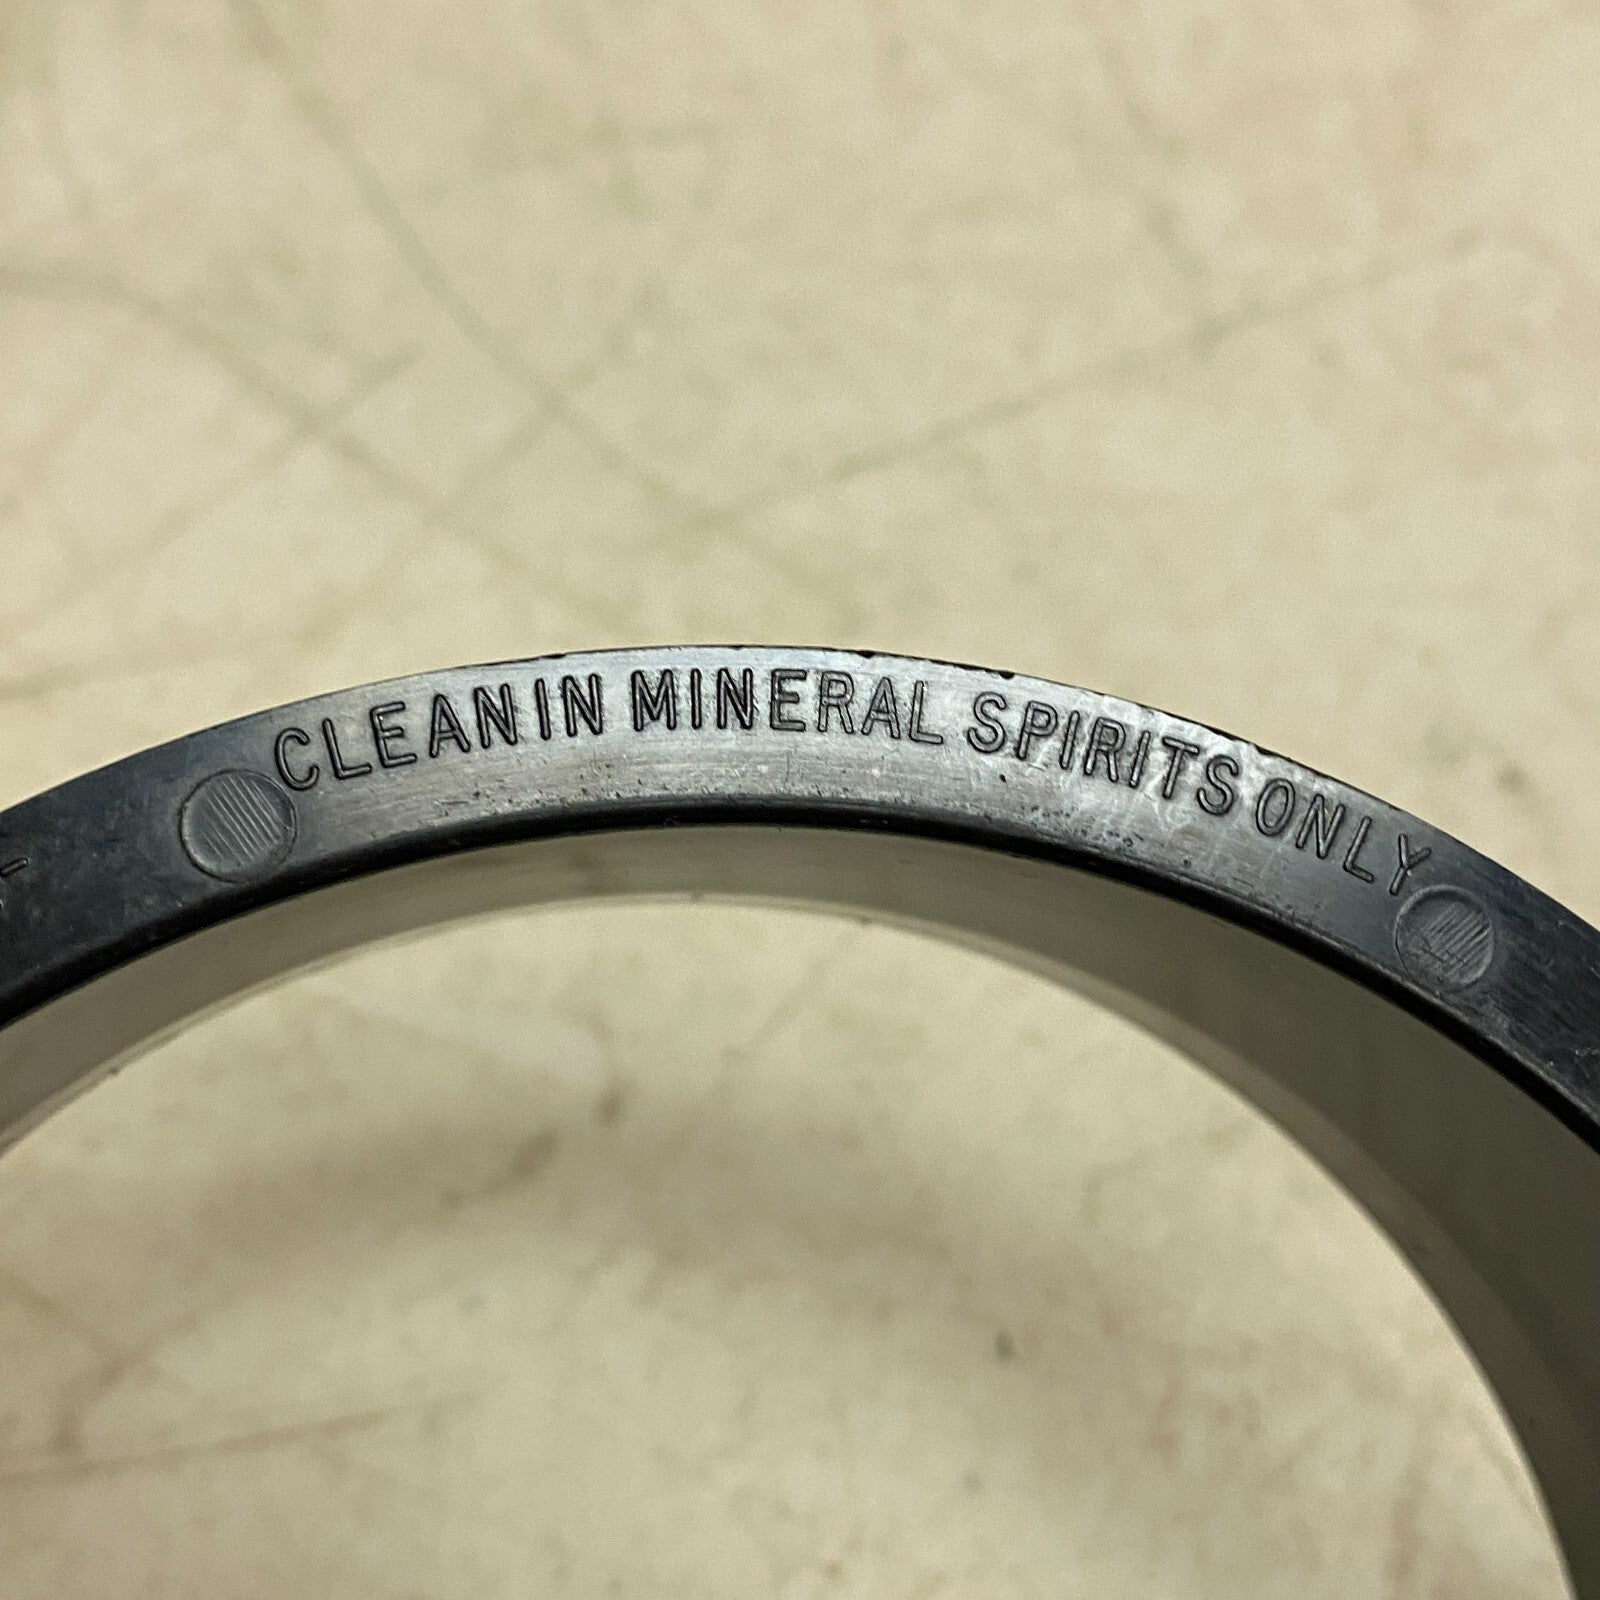 CLEAN IN MINERAL SPIRITS ONLY